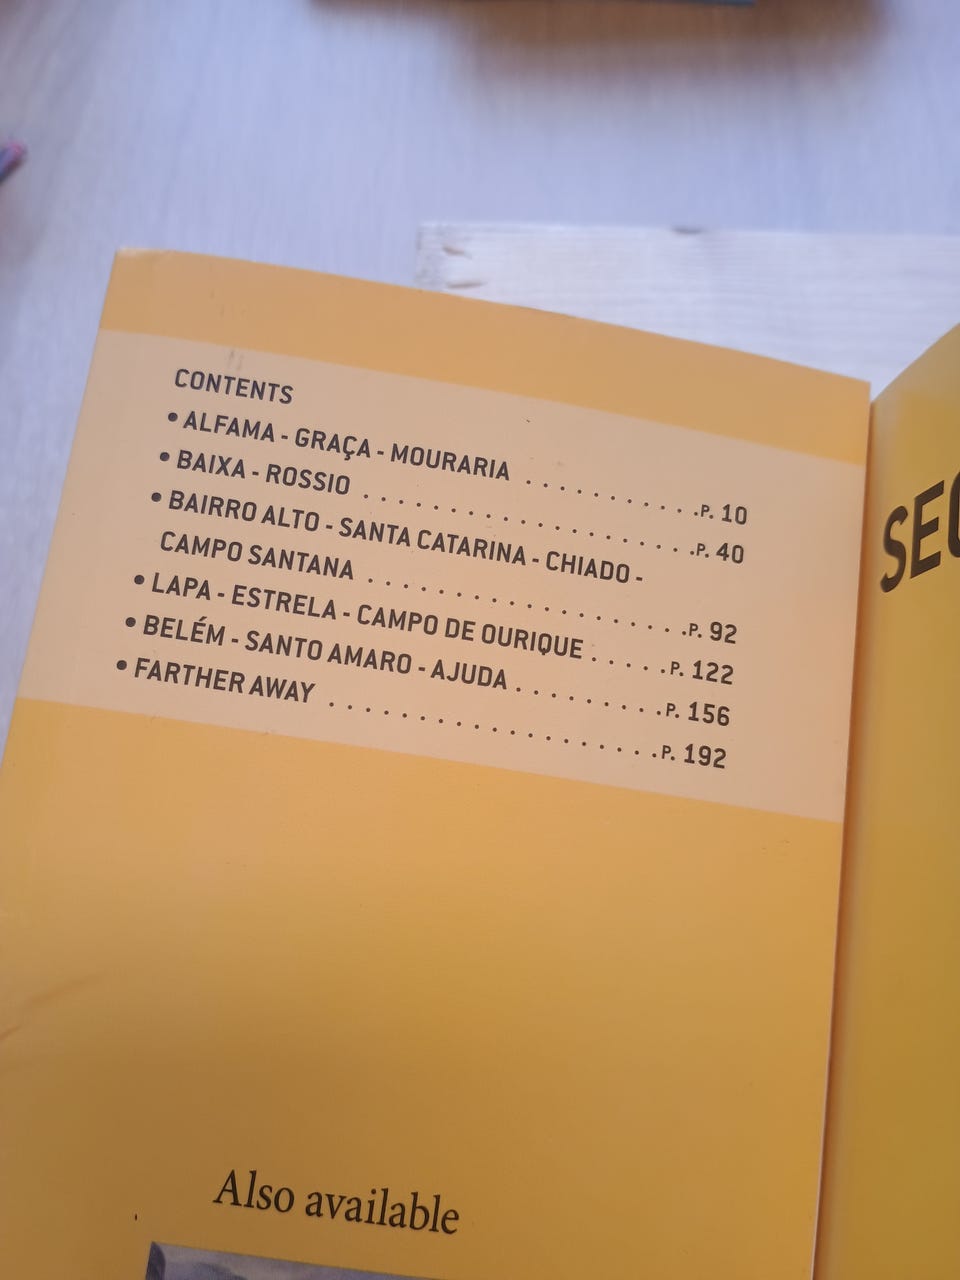 CONTENTS
• ALFAMA - GRAÇA - MOURARIA . . . . . . . . . . .P. 10
• BAIXA - ROSSIO . . . . . . . . . . . . . . . . . . .P. 40
• BAIRRO ALTO - SANTA CATARINA - CHIADO -
CAMPO SANTANA . . . . . . . . . . . . . . . . . .P. 92
• LAPA - ESTRELA - CAMPO DE OURIQUE . . . . .P. 122
• BELÉM - SANTO AMARO - AJUDA . . . . . . . . .P. 156
• FARTHER AWAY . . . . . . . . . . . . . . . . . . .P. 192
Also available